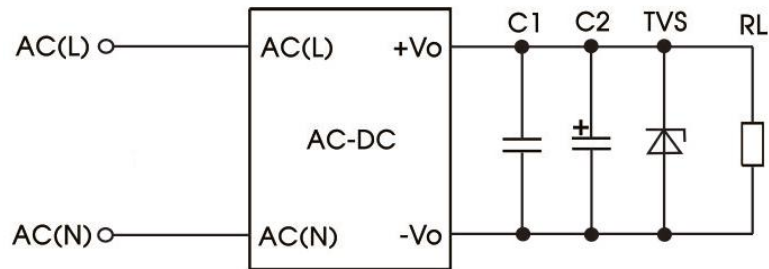 C1 C2 TVS RL
AC(L) AC(L) +Vo
AC-DC +
AC(N) AC(N) -Vo